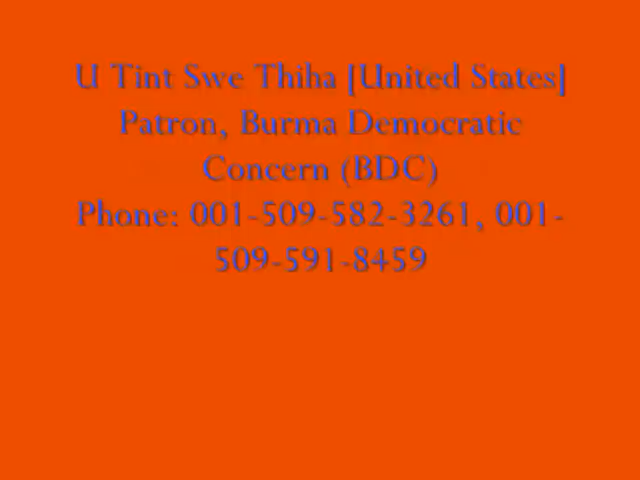 U Tint Swe Thiha [United States]
Patron, Burma Democratic
Concern (BDC)
Phone: 001-509-582-3261, 001-
509-591-8459